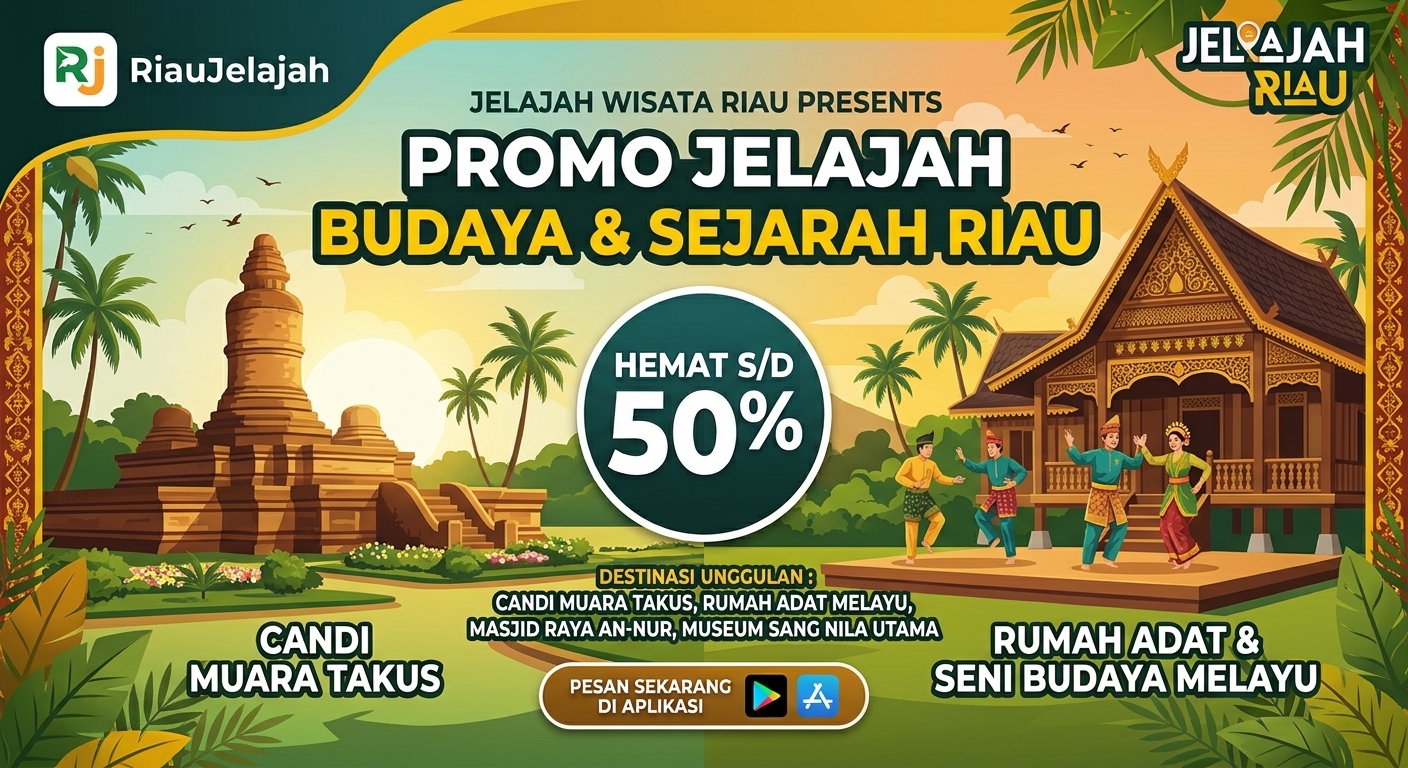 RiauJelajah
JELAJAH
RIAU
JELAJAH WISATA RIAU PRESENTS
PROMO JELAJAH
BUDAYA & SEJARAH RIAU
HEMAT S/D
50%
DESTINASI UNGGULAN :
CANDI MUARA TAKUS, RUMAH ADAT MELAYU,
MASJID RAYA AN-NUR, MUSEUM SANG NILA UTAMA
CANDI
MUARA TAKUS
RUMAH ADAT &
SENI BUDAYA MELAYU
PESAN SEKARANG
DI APLIKASI